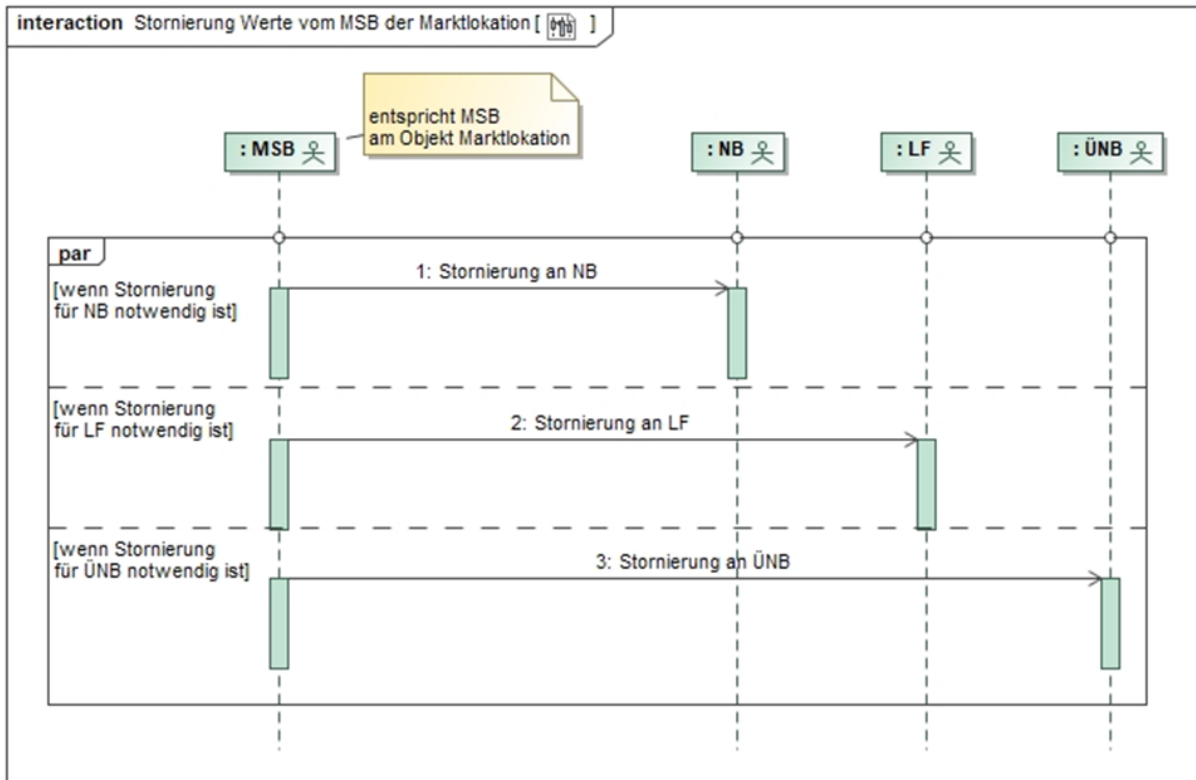 interaction Stornierung Werte vom MSB der Marktlokation [ ]
entspricht MSB
am Objekt Marktlokation
: MSB
: NB
: LF
: ÜNB
par
[wenn Stornierung
für NB notwendig ist]
1: Stornierung an NB
[wenn Stornierung
für LF notwendig ist]
2: Stornierung an LF
[wenn Stornierung
für ÜNB notwendig ist]
3: Stornierung an ÜNB